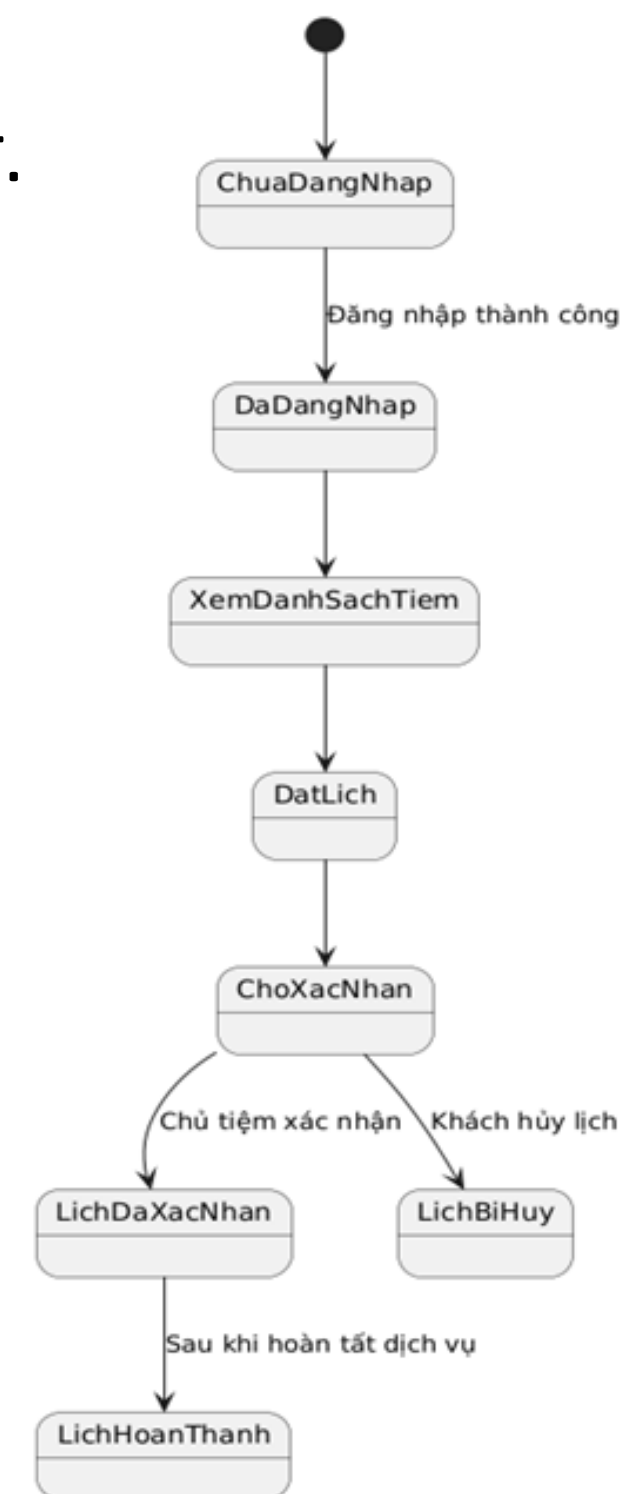 ChuaDangNhap
Đăng nhập thành công
DaDangNhap
XemDanhSachTiem
DatLich
ChoXacNhan
Chủ tiệm xác nhận
Khách hủy lịch
LichDaXacNhan
LichBiHuy
Sau khi hoàn tất dịch vụ
LichHoanThanh